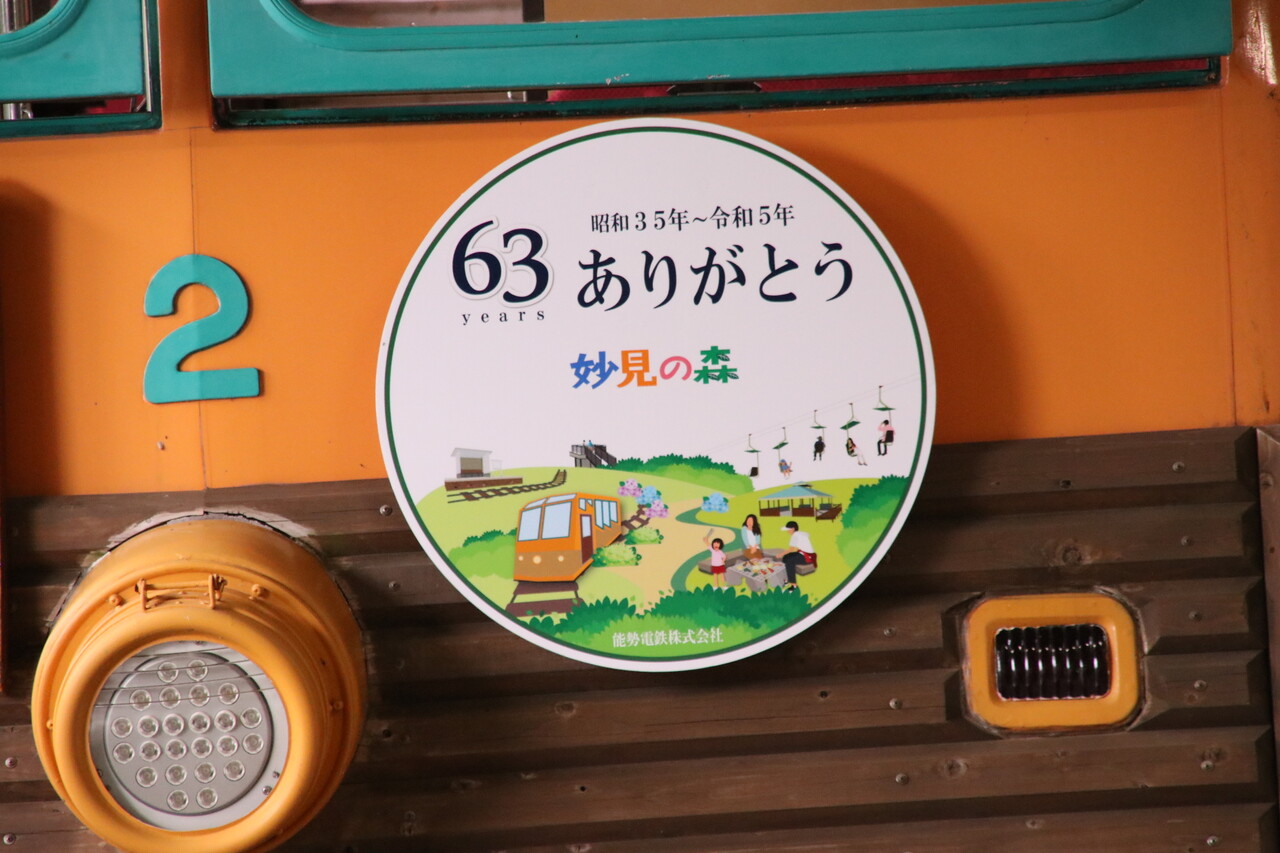 2
昭和35年~令和5年
63 ありがとう
years
妙見の森
能勢電鉄株式会社